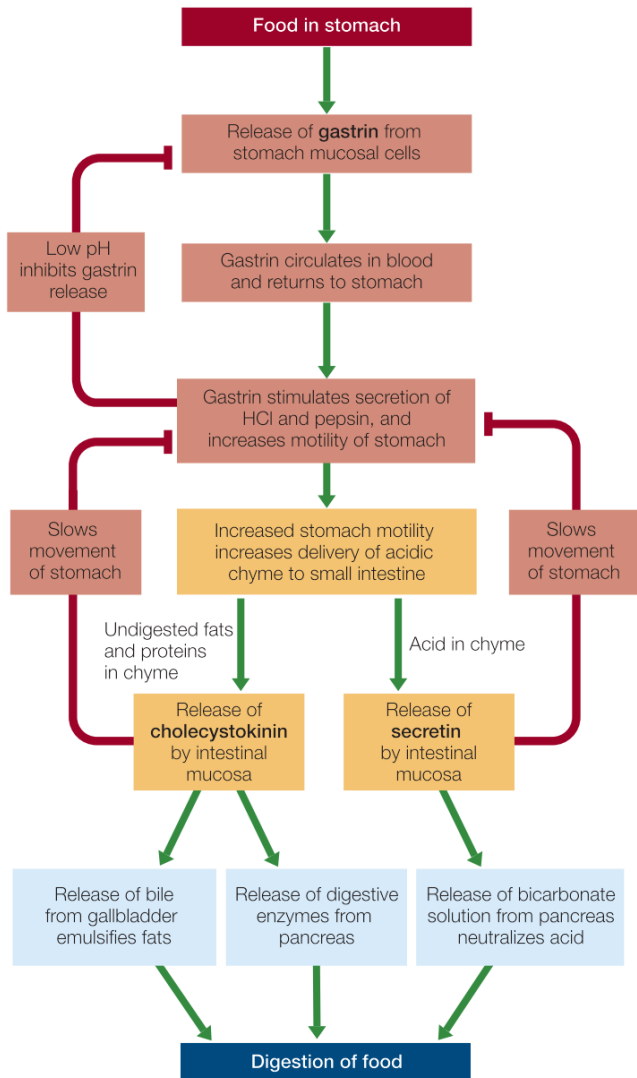 Food in stomach
Release of gastrin from
stomach mucosal cells
Low pH
inhibits gastrin
release
Gastrin circulates in blood
and returns to stomach
Gastrin stimulates secretion of
HCl and pepsin, and
increases motility of stomach
Slows
movement
of stomach
Increased stomach motility
increases delivery of acidic
chyme to small intestine
Slows
movement
of stomach
Undigested fats
and proteins
in chyme
Acid in chyme
Release of
cholecystokinin
by intestinal
mucosa
Release of
secretin
by intestinal
mucosa
Release of bile
from gallbladder
emulsifies fats
Release of digestive
enzymes from
pancreas
Release of bicarbonate
solution from pancreas
neutralizes acid
Digestion of food